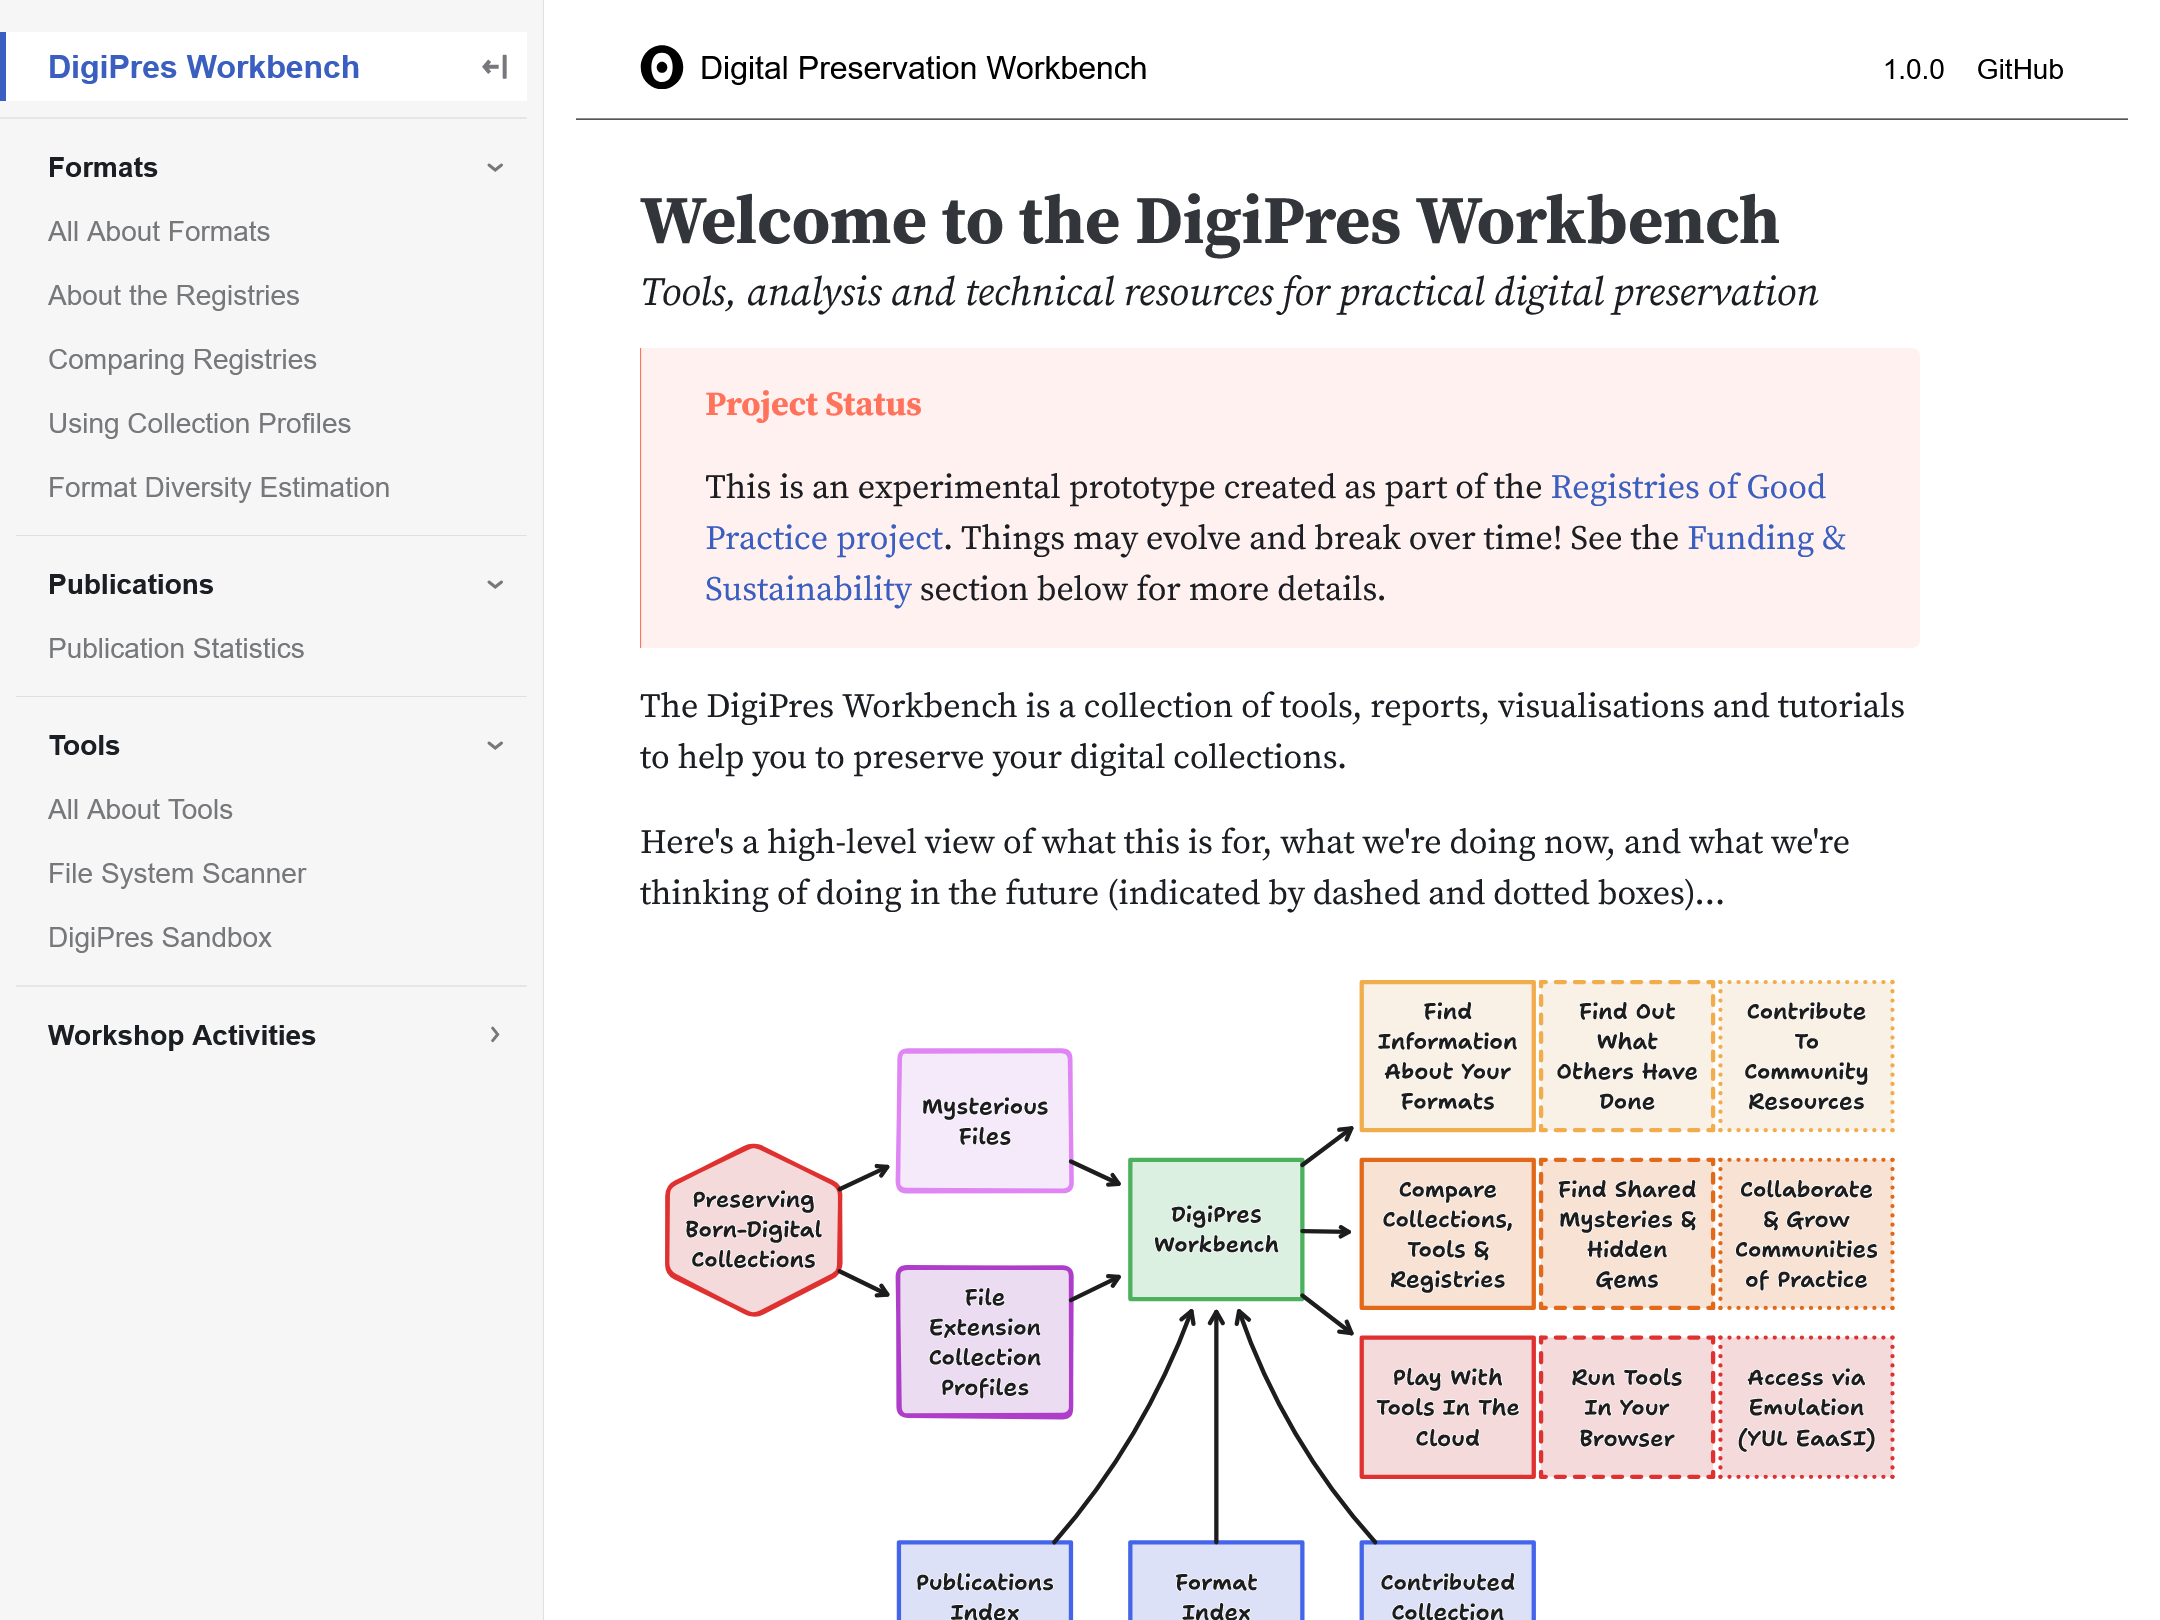 DigiPres Workbench
Formats
All About Formats
About the Registries
Comparing Registries
Using Collection Profiles
Format Diversity Estimation
Publications
Publication Statistics
Tools
All About Tools
File System Scanner
DigiPres Sandbox
Workshop Activities
Digital Preservation Workbench
1.0.0 GitHub
Welcome to the DigiPres Workbench
Tools, analysis and technical resources for practical digital preservation
Project Status
This is an experimental prototype created as part of the Registries of Good
Practice project. Things may evolve and break over time! See the Funding &
Sustainability section below for more details.
The DigiPres Workbench is a collection of tools, reports, visualisations and tutorials
to help you to preserve your digital collections.
Here's a high-level view of what this is for, what we're doing now, and what we're
thinking of doing in the future (indicated by dashed and dotted boxes)...
Preserving
Born-Digital
Collections
Mysterious
Files
File
Extension
Collection
Profiles
DigiPres
Workbench
Find
Information
About Your
Formats
Find Out
What
Others Have
Done
Contribute
To
Community
Resources
Compare
Collections,
Tools &
Registries
Find Shared
Mysteries &
Hidden
Gems
Collaborate
& Grow
Communities
of Practice
Play With
Tools In The
Cloud
Run Tools
In Your
Browser
Access via
Emulation
(YUL EaaSI)
Publications
Index
Format
Index
Contributed
Collection